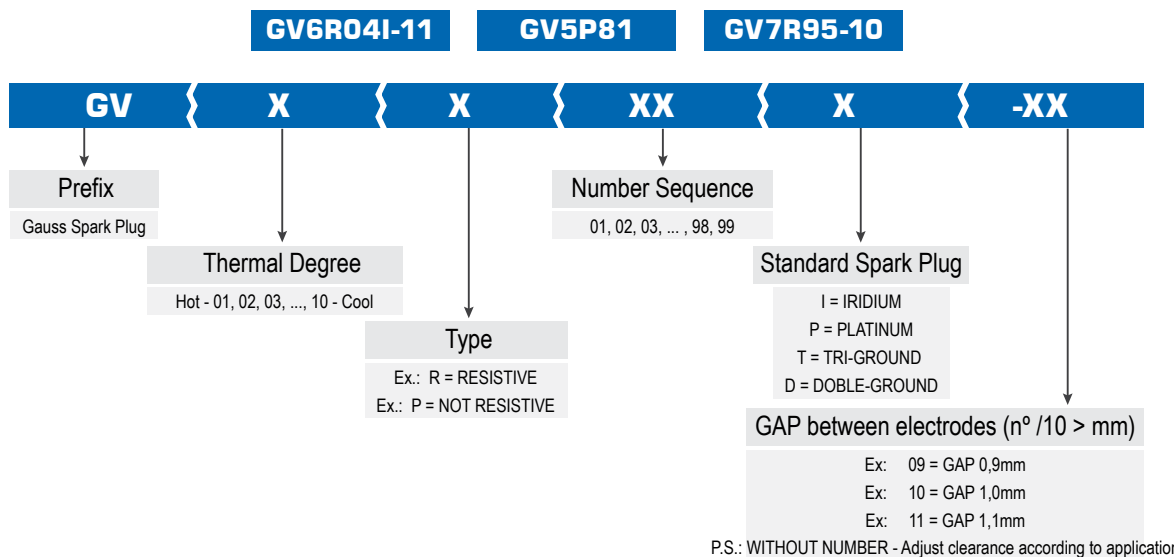 GV6R04I-11 GV5P81 GV7R95-10
GV X X XX X -XX
Prefix
Gauss Spark Plug
Thermal Degree
Hot - 01, 02, 03, ..., 10 - Cool
Type
Ex.: R = RESISTIVE
Ex.: P = NOT RESISTIVE
Number Sequence
01, 02, 03, ... , 98, 99
Standard Spark Plug
I = IRIDIUM
P = PLATINUM
T = TRI-GROUND
D = DOBLE-GROUND
GAP between electrodes (nº /10 > mm)
Ex: 09 = GAP 0,9mm
Ex: 10 = GAP 1,0mm
Ex: 11 = GAP 1,1mm
P.S.: WITHOUT NUMBER - Adjust clearance according to application